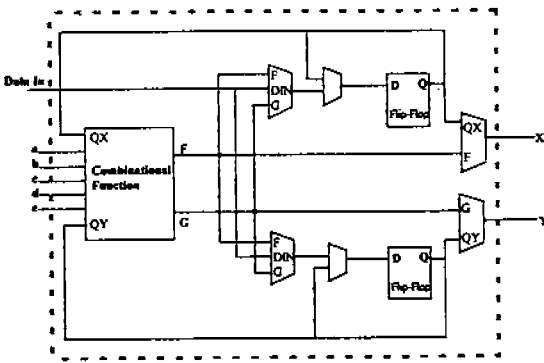 F
Data In
DIN
G
D Q
Flip-Flop
QX
X
F
QX
a
b
c
d
e
Combinational
Function
F
G
QY
G
QY
Y
F
DIN
G
D Q
Flip-Flop